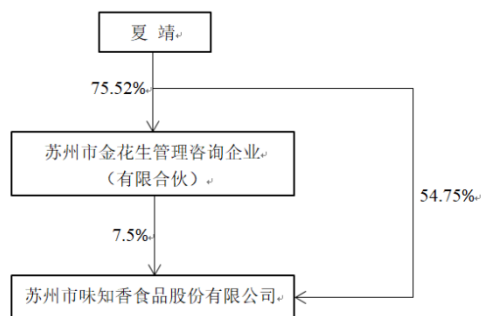 夏 靖
75.52%
苏州市金花生管理咨询企业
（有限合伙）
54.75%
7.5%
苏州市味知香食品股份有限公司